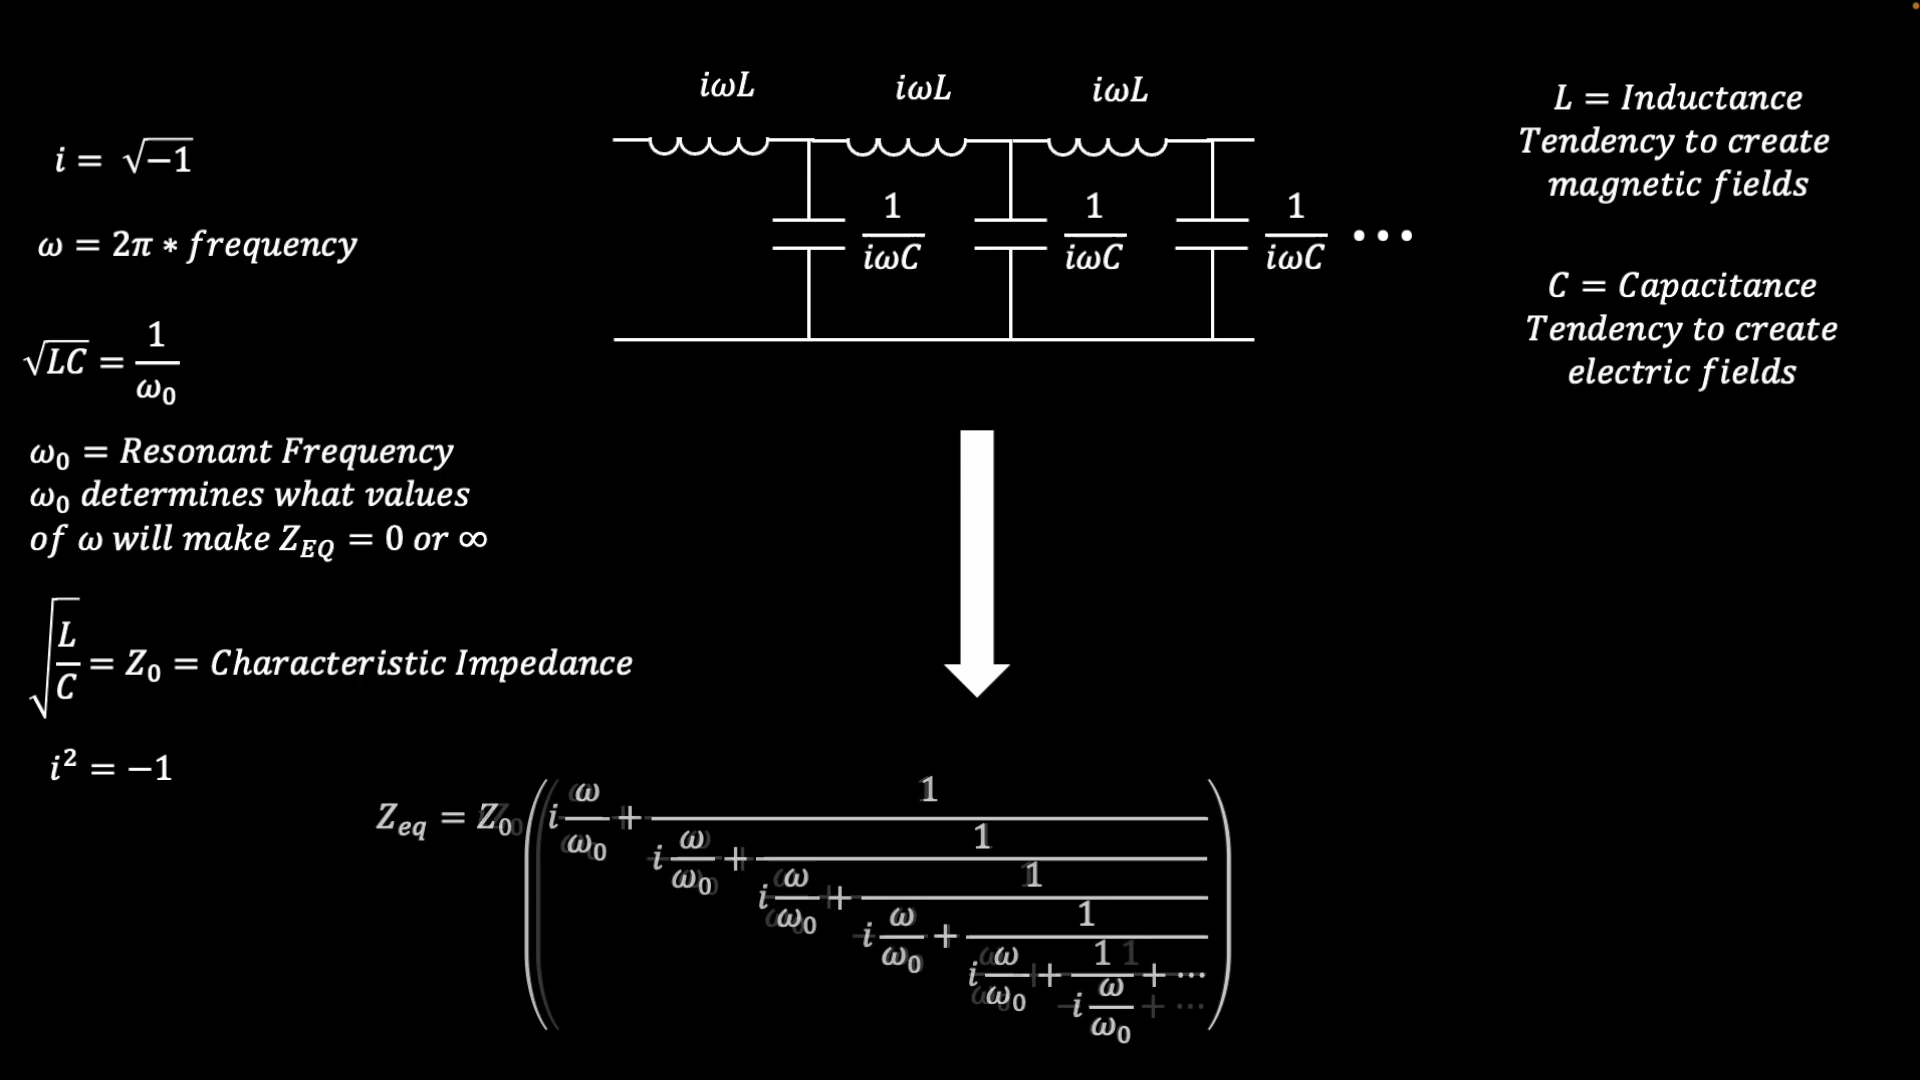 iωL iωL iωL
i = √−1
ω = 2π ∗ frequency
√LC = 1/ω₀
ω₀ = Resonant Frequency
ω₀ determines what values
of ω will make Z_EQ = 0 or ∞
√(L/C) = Z₀ = Characteristic Impedance
i² = −1
1/iωC 1/iωC 1/iωC ⋯
L = Inductance
Tendency to create
magnetic fields
C = Capacitance
Tendency to create
electric fields
Z_eq = Z₀ (i ω/ω₀ + 1/(i ω/ω₀ + 1/(i ω/ω₀ + 1/(i ω/ω₀ + 1/(i ω/ω₀ + 1/(i ω/ω₀) + ⋯)))))